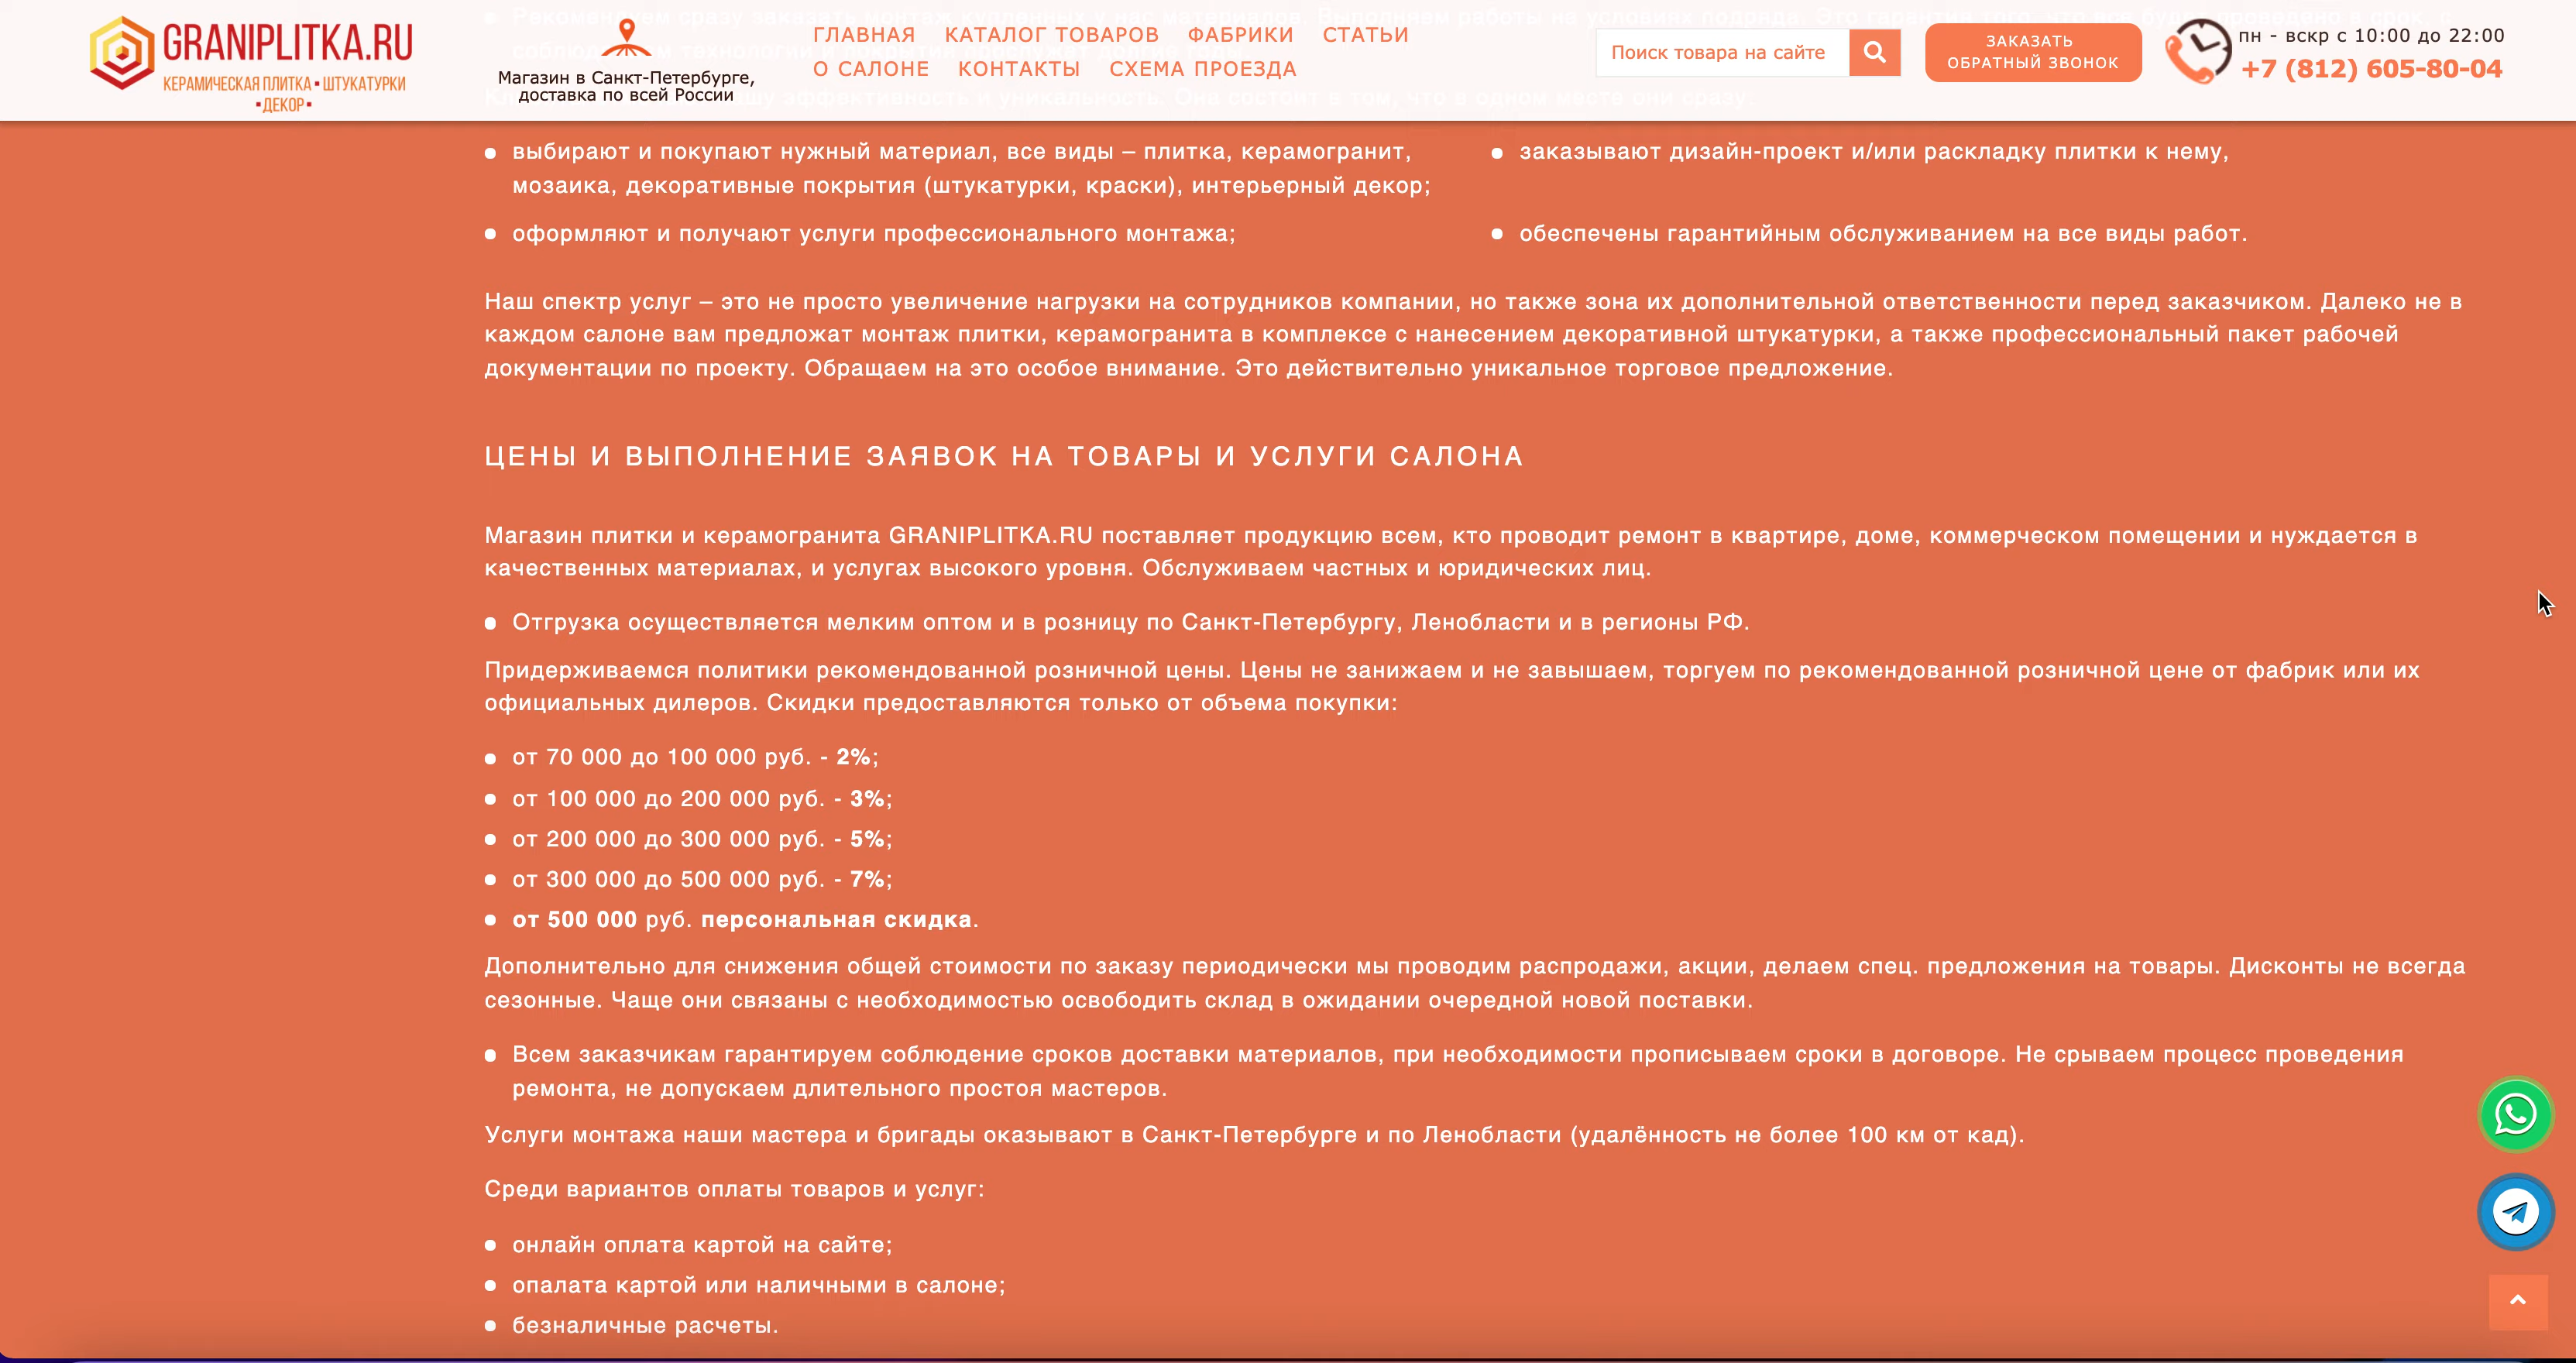 GRANIPLITKA.RU
КЕРАМИЧЕСКАЯ ПЛИТКА ▪ ШТУКАТУРКИ
▪ДЕКОР▪
Магазин в Санкт-Петербурге,
доставка по всей России
ГЛАВНАЯ КАТАЛОГ ТОВАРОВ ФАБРИКИ СТАТЬИ
О САЛОНЕ КОНТАКТЫ СХЕМА ПРОЕЗДА
Поиск товара на сайте
ЗАКАЗАТЬ
ОБРАТНЫЙ ЗВОНОК
пн - вскр с 10:00 до 22:00
+7 (812) 605-80-04
выбирают и покупают нужный материал, все виды – плитка, керамогранит,
мозаика, декоративные покрытия (штукатурки, краски), интерьерный декор;
заказывают дизайн-проект и/или раскладку плитки к нему,
оформляют и получают услуги профессионального монтажа;
обеспечены гарантийным обслуживанием на все виды работ.
Наш спектр услуг – это не просто увеличение нагрузки на сотрудников компании, но также зона их дополнительной ответственности перед заказчиком. Далеко не в
каждом салоне вам предложат монтаж плитки, керамогранита в комплексе с нанесением декоративной штукатурки, а также профессиональный пакет рабочей
документации по проекту. Обращаем на это особое внимание. Это действительно уникальное торговое предложение.
ЦЕНЫ И ВЫПОЛНЕНИЕ ЗАЯВОК НА ТОВАРЫ И УСЛУГИ САЛОНА
Магазин плитки и керамогранита GRANIPLITKA.RU поставляет продукцию всем, кто проводит ремонт в квартире, доме, коммерческом помещении и нуждается в
качественных материалах, и услугах высокого уровня. Обслуживаем частных и юридических лиц.
Отгрузка осуществляется мелким оптом и в розницу по Санкт-Петербургу, Ленобласти и в регионы РФ.
Придерживаемся политики рекомендованной розничной цены. Цены не занижаем и не завышаем, торгуем по рекомендованной розничной цене от фабрик или их
официальных дилеров. Скидки предоставляются только от объема покупки:
от 70 000 до 100 000 руб. - 2%;
от 100 000 до 200 000 руб. - 3%;
от 200 000 до 300 000 руб. - 5%;
от 300 000 до 500 000 руб. - 7%;
от 500 000 руб. персональная скидка.
Дополнительно для снижения общей стоимости по заказу периодически мы проводим распродажи, акции, делаем спец. предложения на товары. Дисконты не всегда
сезонные. Чаще они связаны с необходимостью освободить склад в ожидании очередной новой поставки.
Всем заказчикам гарантируем соблюдение сроков доставки материалов, при необходимости прописываем сроки в договоре. Не срываем процесс проведения
ремонта, не допускаем длительного простоя мастеров.
Услуги монтажа наши мастера и бригады оказывают в Санкт-Петербурге и по Ленобласти (удалённость не более 100 км от кад).
Среди вариантов оплаты товаров и услуг:
онлайн оплата картой на сайте;
опалата картой или наличными в салоне;
безналичные расчеты.